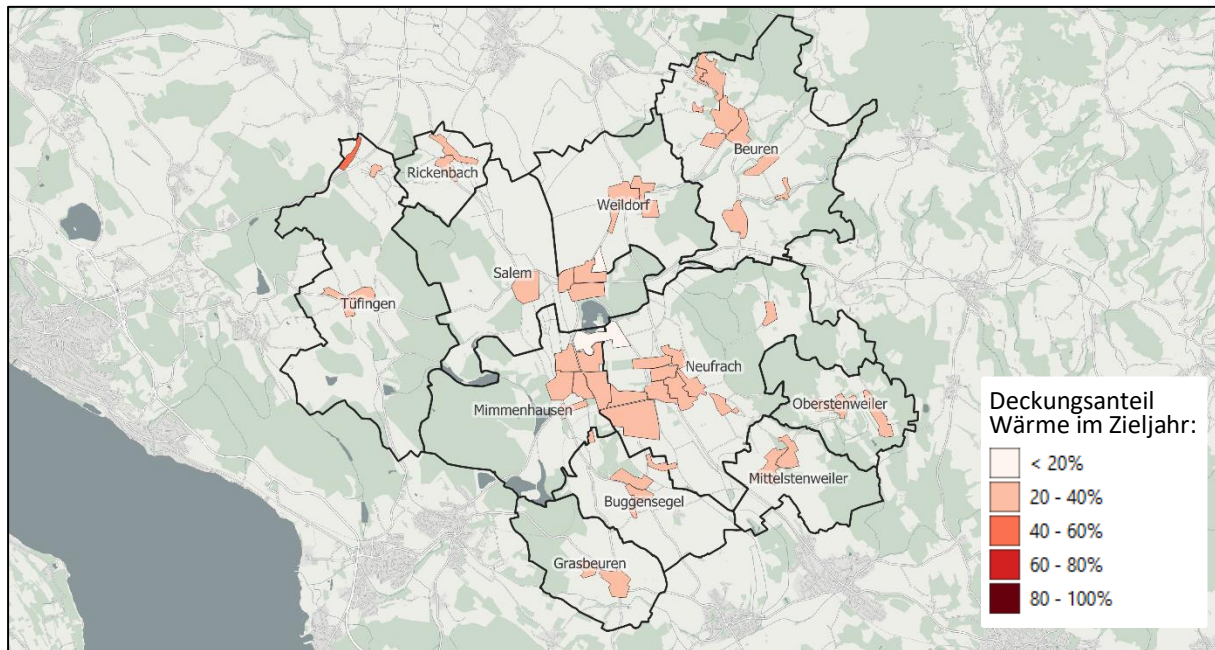 Beuren
Rickenbach
Weildorf
Salem
Tüfingen
Neufrach
Mimmenhausen
Oberstenweiler
Mittelstenweiler
Buggensegel
Grasbeuren
Deckungsanteil
Wärme im Zieljahr:
< 20%
20 - 40%
40 - 60%
60 - 80%
80 - 100%